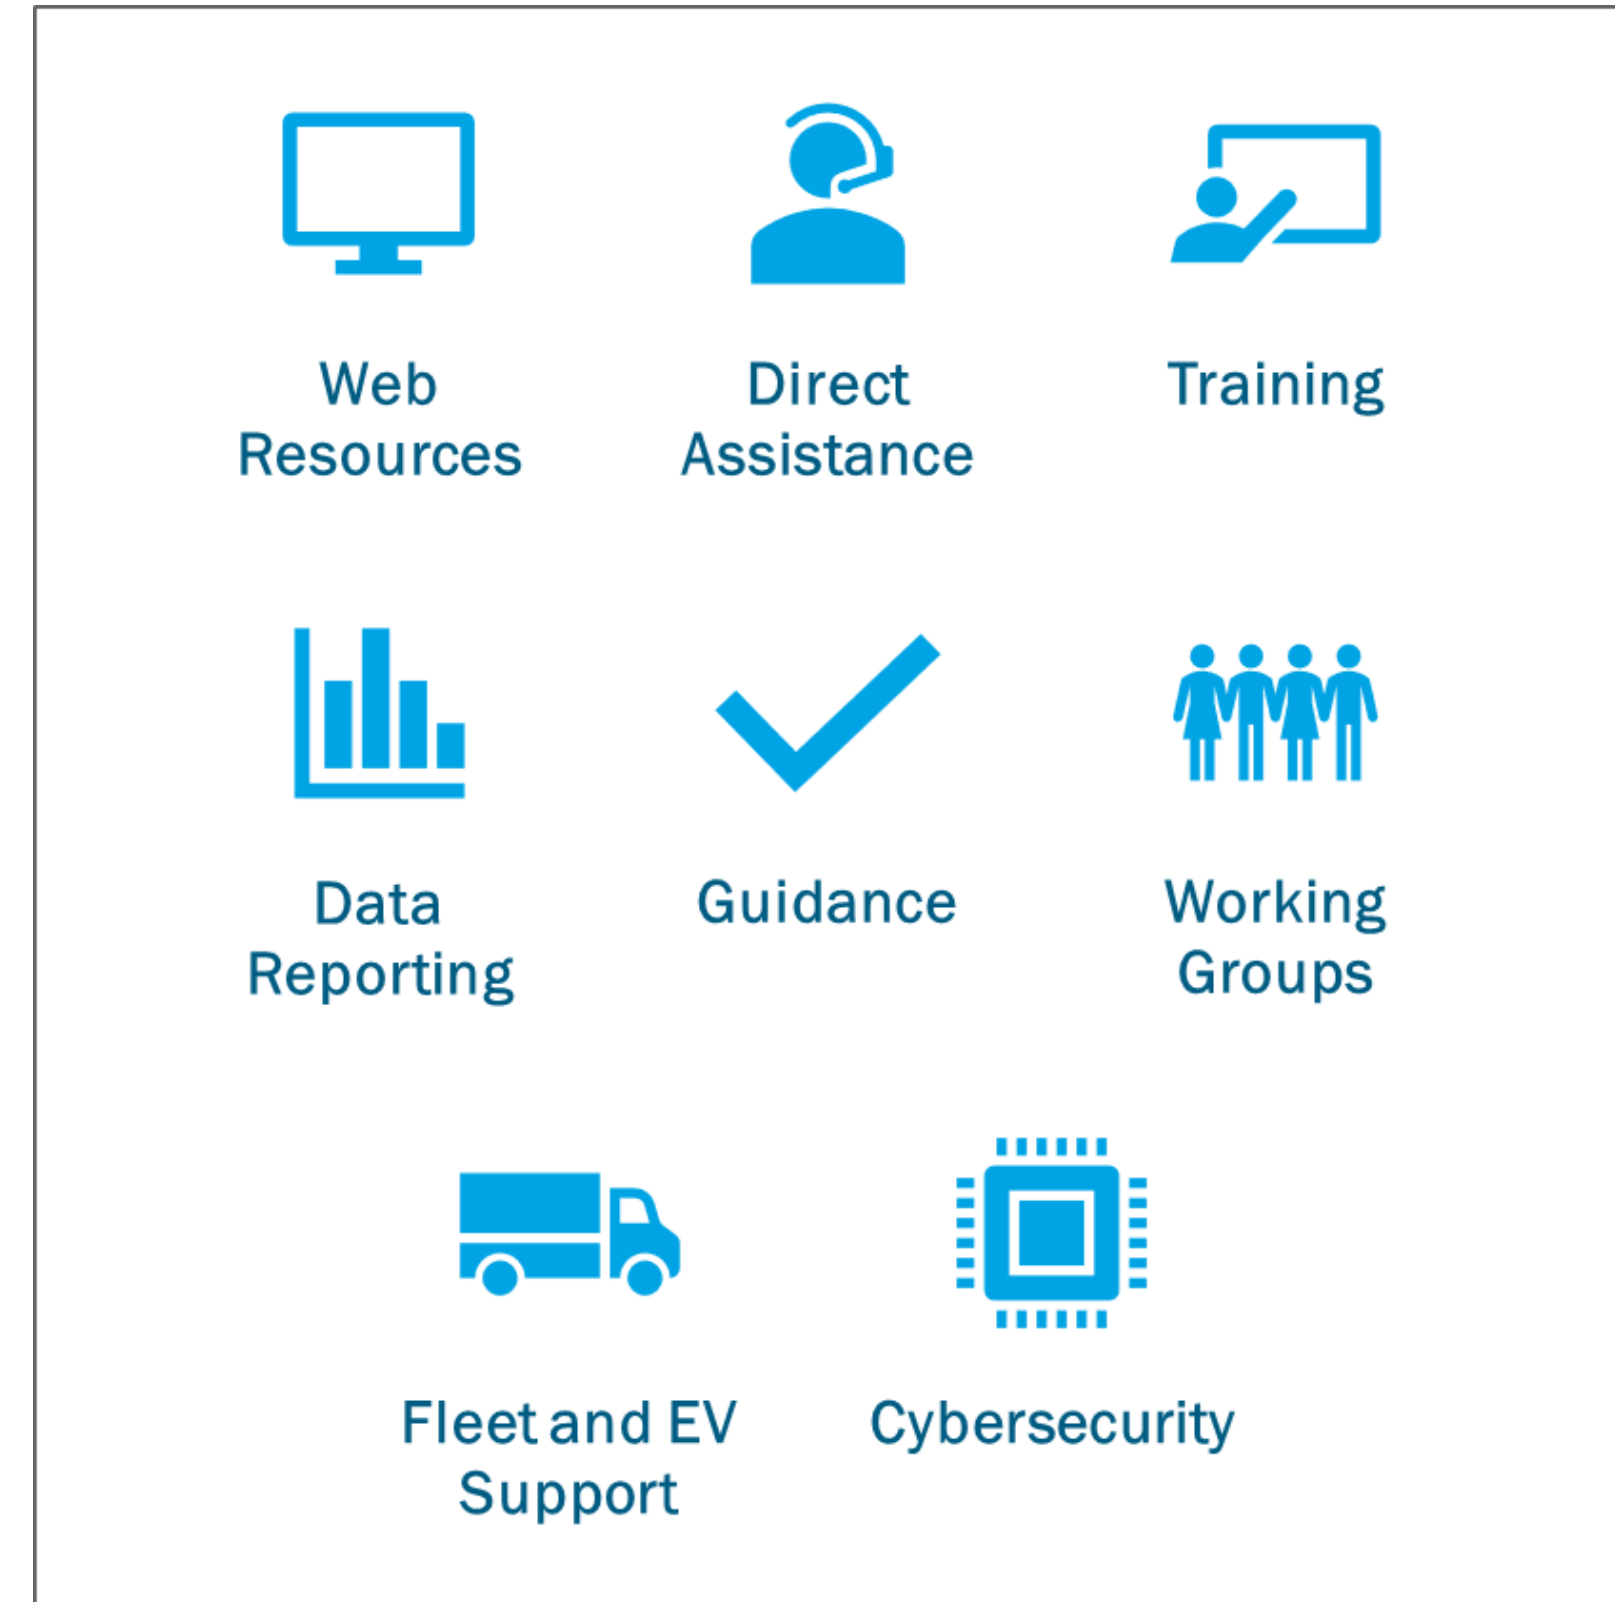 Web
Resources
Direct
Assistance
Training
Data
Reporting
Guidance
Working
Groups
Fleet and EV
Support
Cybersecurity